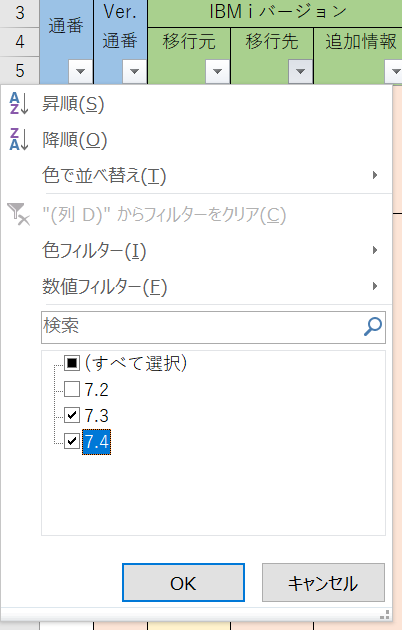 3
通番
Ver.
IBM i バージョン
4
通番
移行元
移行先
追加情報
5
昇順(S)
降順(O)
色で並べ替え(T)
"(列 D)" からフィルターをクリア(C)
色フィルター(I)
数値フィルター(F)
検索
(すべて選択)
7.2
7.3
7.4
OK
キャンセル